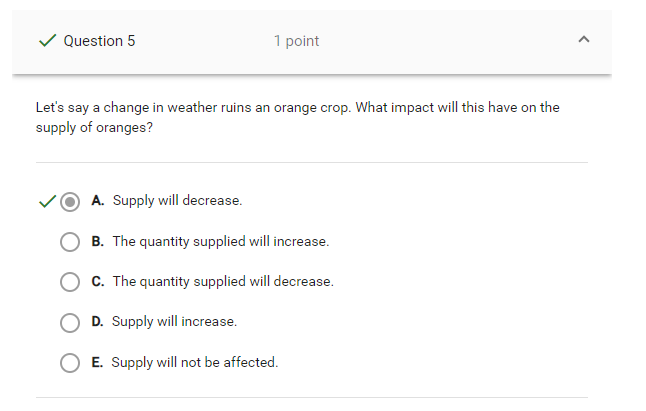 Question 5 1 point
Let's say a change in weather ruins an orange crop. What impact will this have on the
supply of oranges?
A. Supply will decrease.
B. The quantity supplied will increase.
C. The quantity supplied will decrease.
D. Supply will increase.
E. Supply will not be affected.